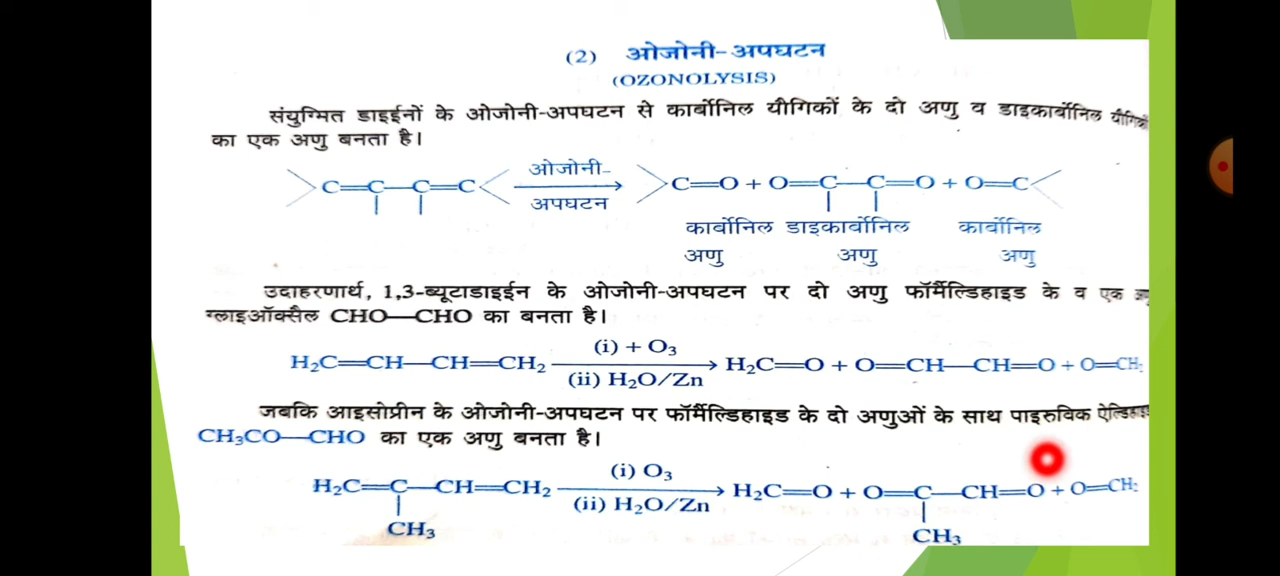 (2) ओजोनी-अपघटन
(OZONOLYSIS)
संयुग्मित डाइईनों के ओजोनी-अपघटन से कार्बोनिल यौगिकों के दो अणु व डाइकार्बोनिल यौगिकों
का एक अणु बनता है।
>C=C—C=C< ओजोनी-अपघटन → >C=O + O=C—C=O + O=C<
कार्बोनिल डाइकार्बोनिल कार्बोनिल
अणु अणु अणु
उदाहरणार्थ, 1,3-ब्यूटाडाइईन के ओजोनी-अपघटन पर दो अणु फॉर्मैल्डिहाइड के व एक
ग्लाइऑक्सैल CHO—CHO का बनता है।
H₂C=CH—CH=CH₂ (i) + O₃ (ii) H₂O/Zn → H₂C=O + O=CH—CH=O + O=CH₂
जबकि आइसोप्रीन के ओजोनी-अपघटन पर फॉर्मैल्डिहाइड के दो अणुओं के साथ पाइरुविक ऐल्डिहाइड
CH₃CO—CHO का एक अणु बनता है।
H₂C=C—CH=CH₂ (i) O₃ (ii) H₂O/Zn → H₂C=O + O=C—CH=O + O=CH₂
CH₃ CH₃